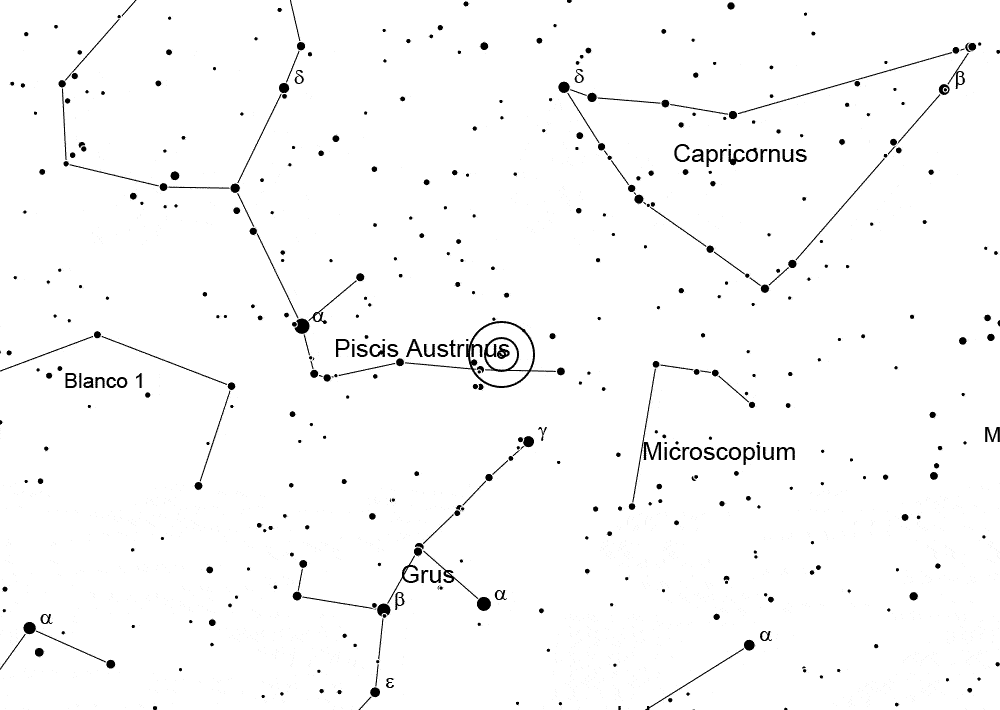 δ
δ
β
Capricornus
α
Piscis Austrinus
Blanco 1
γ
M
Microscopium
Grus
α
β
α
α
ε